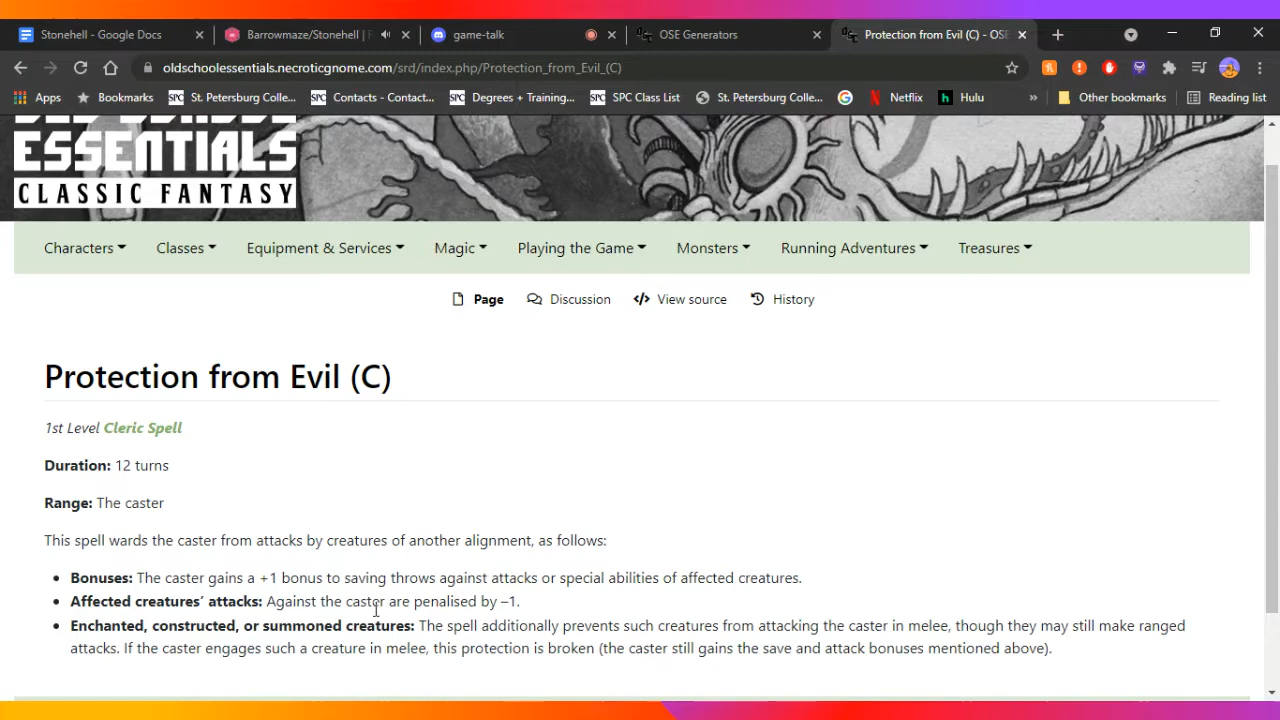 Stonehell - Google Docs
Barrowmaze/Stonehell |
game-talk
OSE Generators
Protection from Evil (C) - OSE
oldschoolessentials.necroticgnome.com/srd/index.php/Protection_from_Evil_(C)
Apps
Bookmarks
SPC St. Petersburg Colle...
SPC Contacts - Contact...
SPC Degrees + Training...
SPC SPC Class List
St. Petersburg Colle...
G
Netflix
h Hulu
»
Other bookmarks
Reading list
ESSENTIALS
CLASSIC FANTASY
Characters
Classes
Equipment & Services
Magic
Playing the Game
Monsters
Running Adventures
Treasures
Page
Discussion
View source
History
Protection from Evil (C)
1st Level Cleric Spell
Duration: 12 turns
Range: The caster
This spell wards the caster from attacks by creatures of another alignment, as follows:
• Bonuses: The caster gains a +1 bonus to saving throws against attacks or special abilities of affected creatures.
• Affected creatures’ attacks: Against the caster are penalised by –1.
• Enchanted, constructed, or summoned creatures: The spell additionally prevents such creatures from attacking the caster in melee, though they may still make ranged
attacks. If the caster engages such a creature in melee, this protection is broken (the caster still gains the save and attack bonuses mentioned above).